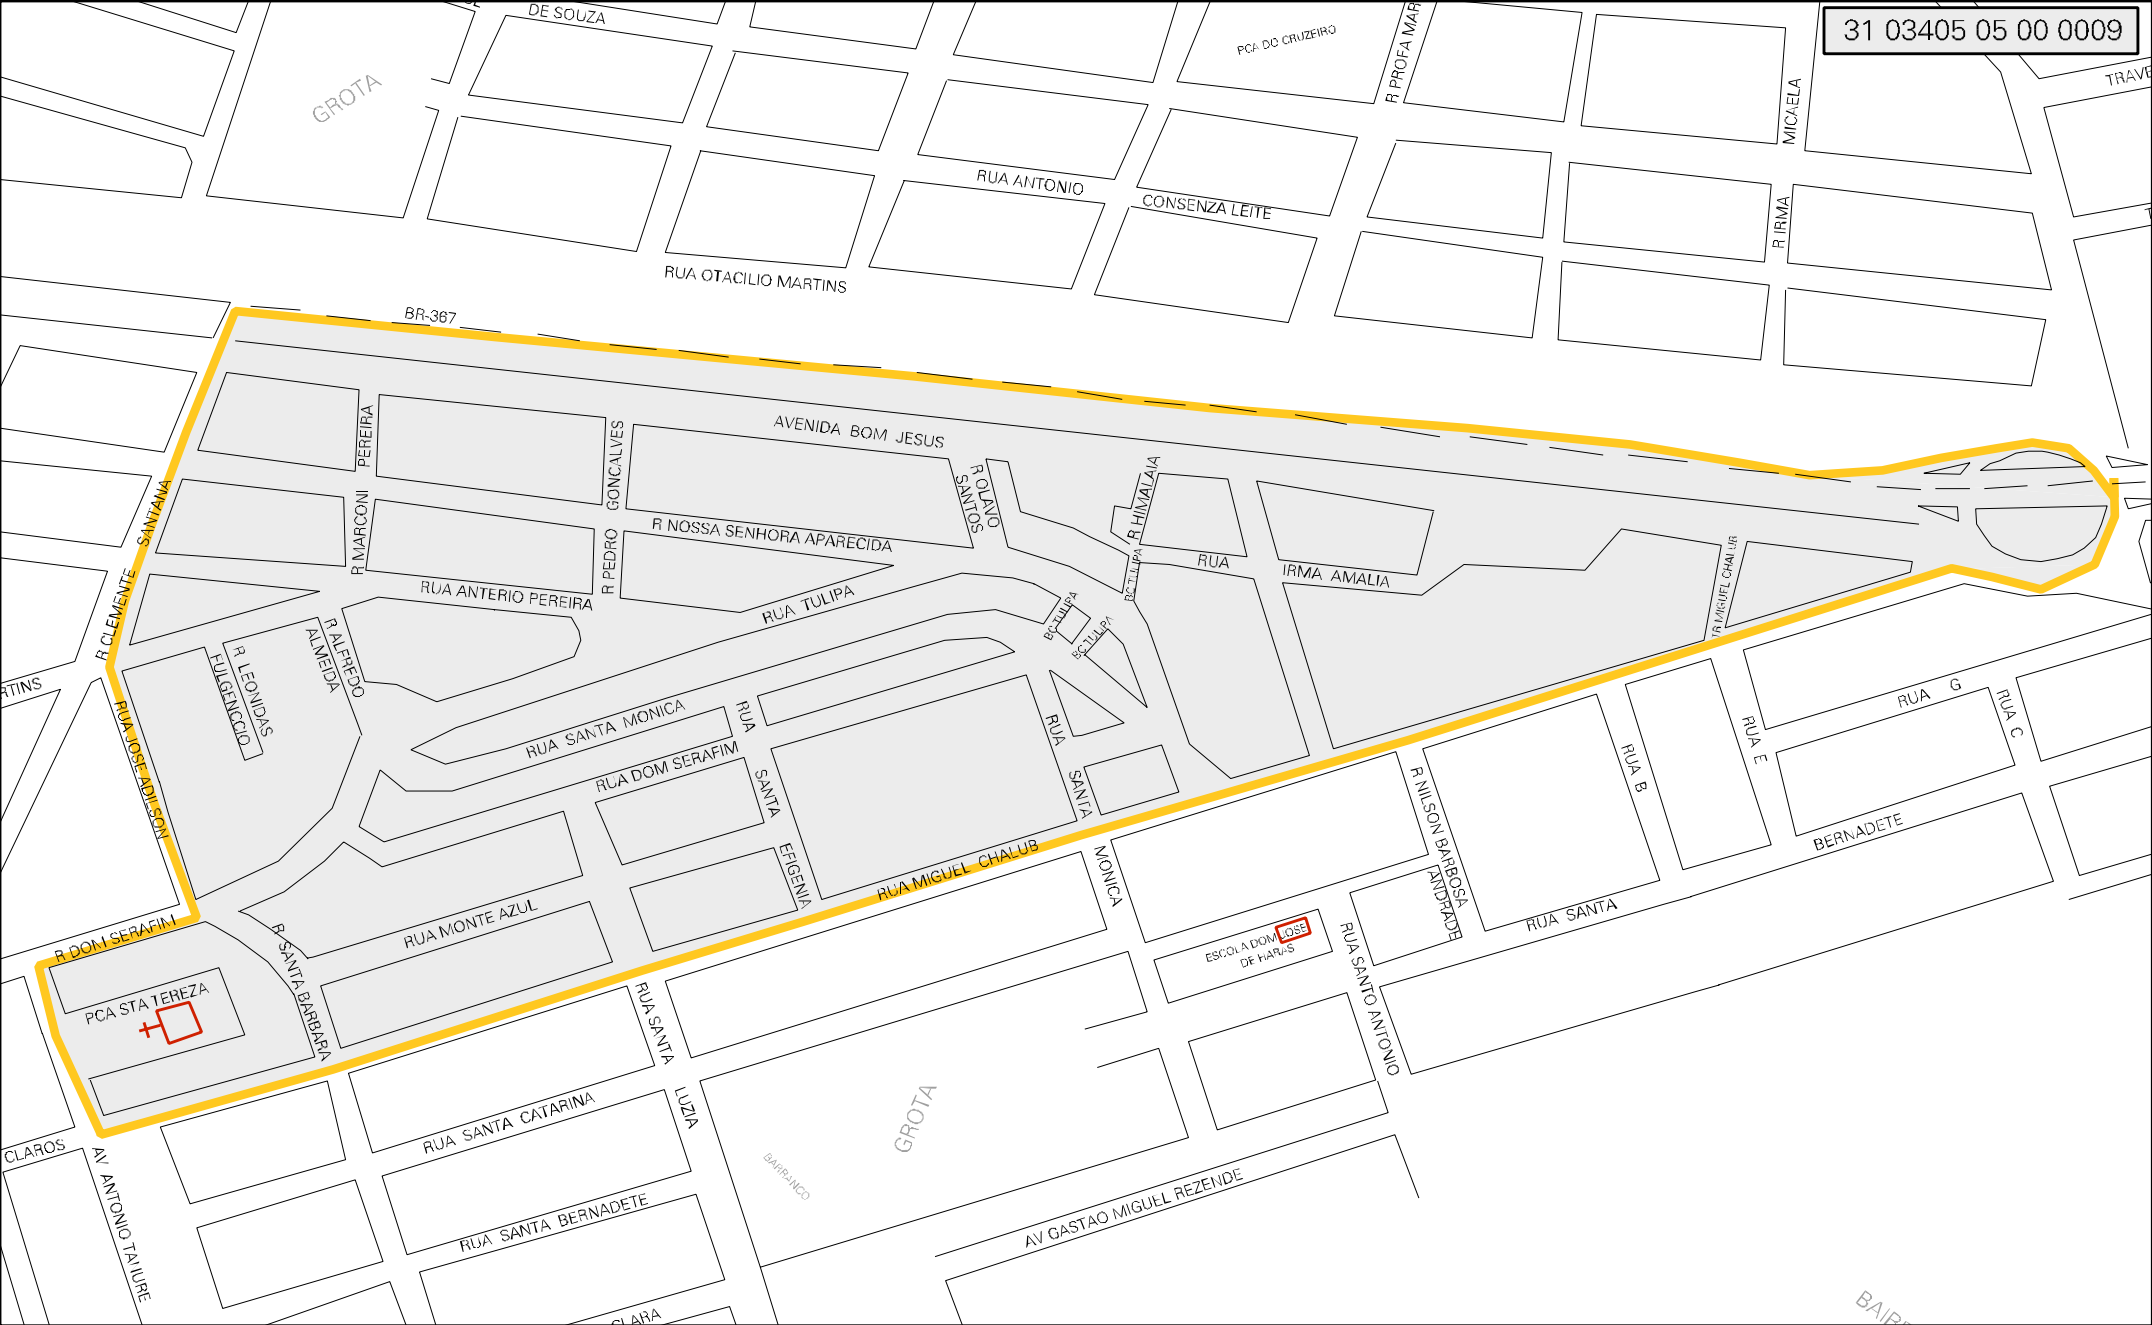 DE SOUZA
PCA DO CRUZEIRO
R PROFA MAR
31 03405 05 00 0009
TRAVE
GROTA
MICAELA
RUA ANTONIO
CONSENZA LEITE
R IRMA
RUA OTACILIO MARTINS
BR-367
AVENIDA BOM JESUS
PEREIRA
GONCALVES
R OLAVO
SANTOS
R HIMALAIA
SANTANA
R MARCONI
R NOSSA SENHORA APARECIDA
R PEDRO
RUA
IRMA AMALIA
BC TULIPA
TR MIGUEL CHALUB
R CLEMENTE
RUA ANTERIO PEREIRA
RUA TULIPA
BC TULIPA
BC TULIPA
R ALFREDO
ALMEIDA
R LEONIDAS
FULGENCCIO
RTINS
RUA JOSE ADILSON
RUA SANTA MONICA
RUA
RUA
RUA G
RUA C
RUA E
RUA B
RUA DOM SERAFIM
SANTA
SANTA
R NILSON BARBOSA
ANDRADE
BERNADETE
RUA MIGUEL CHALUB
EFIGENIA
MONICA
RUA SANTA
RUA MONTE AZUL
R DOM SERAFIM
R SANTA BARBARA
ESCOLA DOM JOSE
DE HARAS
RUA SANTO ANTONIO
PCA STA TEREZA
RUA SANTA
LUZIA
RUA SANTA CATARINA
GROTA
CLAROS
AV ANTONIO TANURE
BARRANCO
RUA SANTA BERNADETE
AV GASTAO MIGUEL REZENDE
CLARA
BAIR